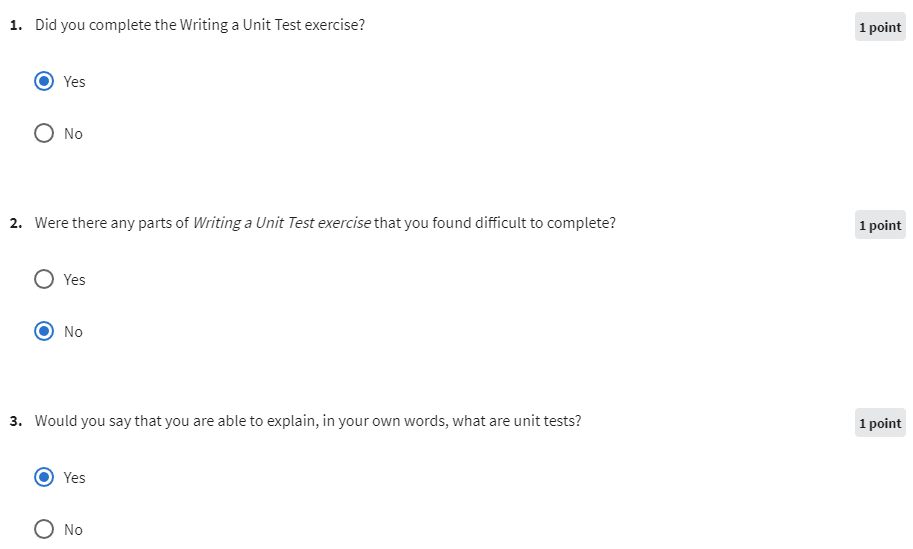 1. Did you complete the Writing a Unit Test exercise? 1 point
Yes
No
2. Were there any parts of Writing a Unit Test exercise that you found difficult to complete? 1 point
Yes
No
3. Would you say that you are able to explain, in your own words, what are unit tests? 1 point
Yes
No